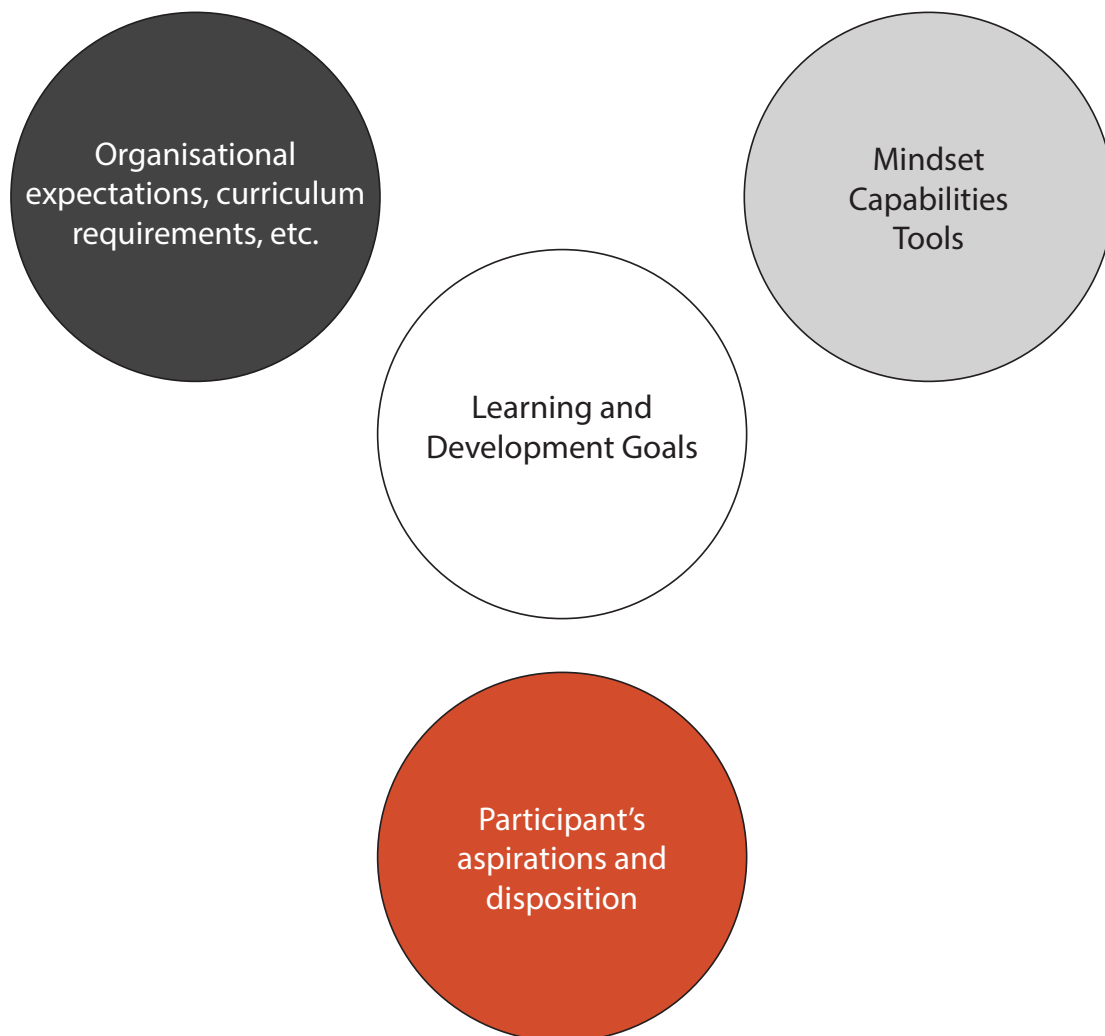 Organisational
expectations, curriculum
requirements, etc.
Mindset
Capabilities
Tools
Learning and
Development Goals
Participant’s
aspirations and
disposition